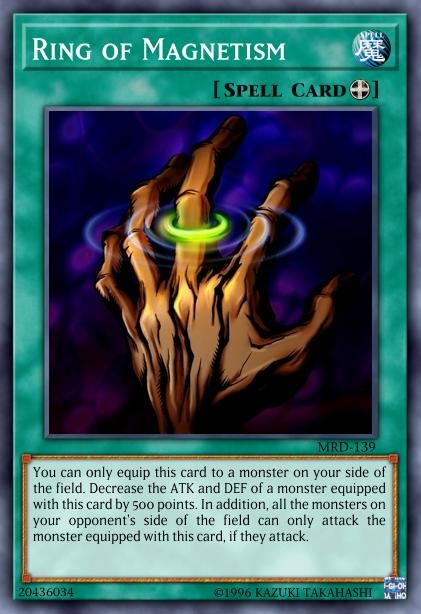 Ring of Magnetism
SPELL
魔
[Spell Card]
MRD-139
You can only equip this card to a monster on your side of
the field. Decrease the ATK and DEF of a monster equipped
with this card by 500 points. In addition, all the monsters on
your opponent's side of the field can only attack the
monster equipped with this card, if they attack.
20436034
©1996 KAZUKI TAKAHASHI